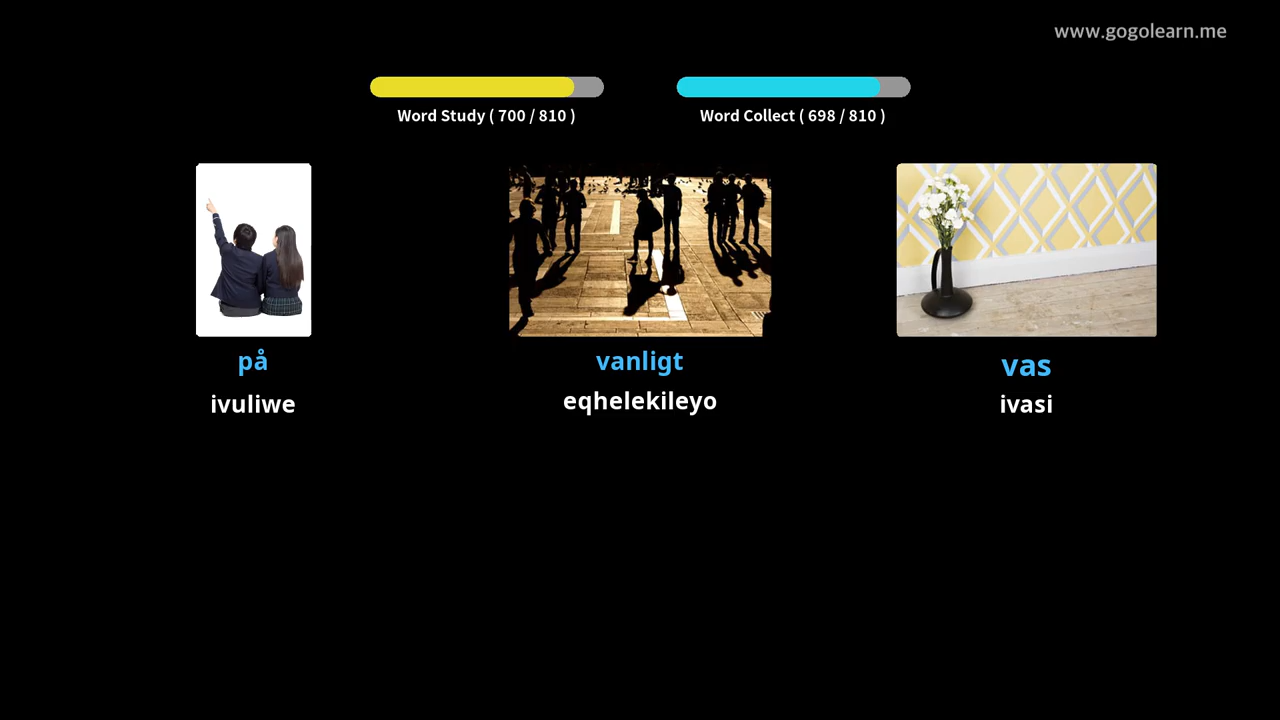 www.gogolearn.me
Word Study ( 700 / 810 )
Word Collect ( 698 / 810 )
på
vanligt
vas
ivuliwe
eqhelekileyo
ivasi